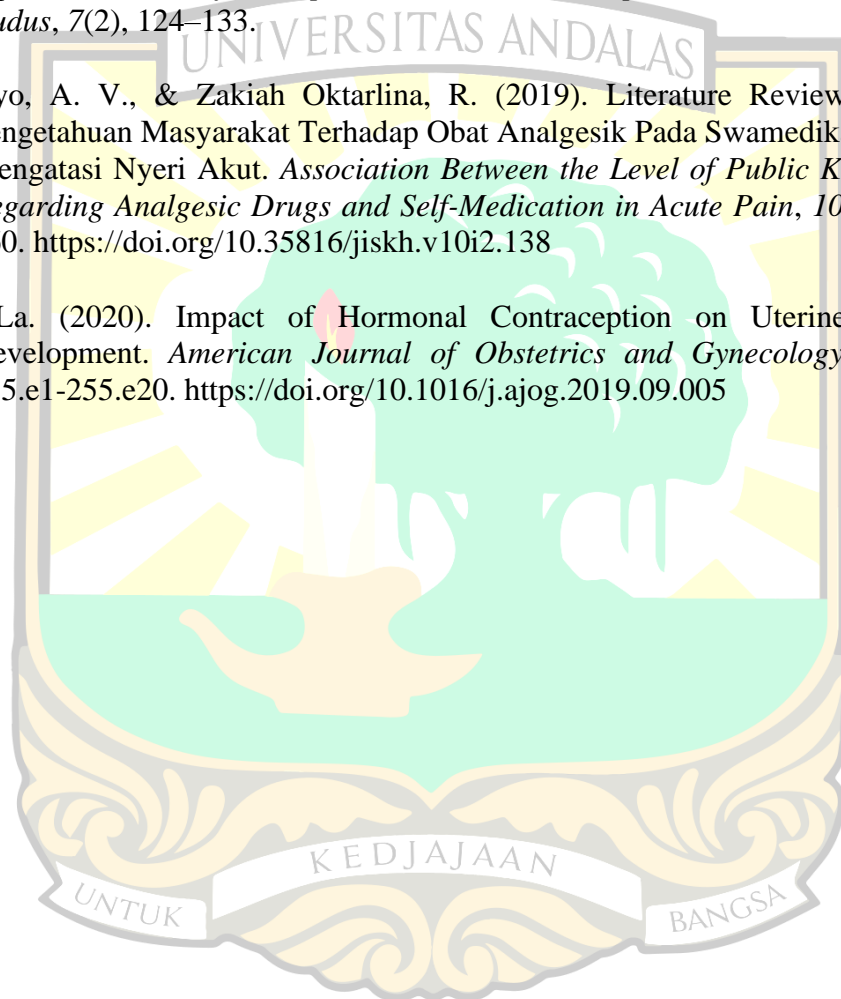 udus, 7(2), 124–133.
UNIVERSITAS ANDALAS
yo, A. V., & Zakiah Oktarlina, R. (2019). Literature Review
engetahuan Masyarakat Terhadap Obat Analgesik Pada Swamedik
engatasi Nyeri Akut. Association Between the Level of Public K
egarding Analgesic Drugs and Self-Medication in Acute Pain, 10
0. https://doi.org/10.35816/jiskh.v10i2.138
La. (2020). Impact of Hormonal Contraception on Uterine
evelopment. American Journal of Obstetrics and Gynecology
5.e1-255.e20. https://doi.org/10.1016/j.ajog.2019.09.005
KEDJAJAAN
UNTUK
BANGSA